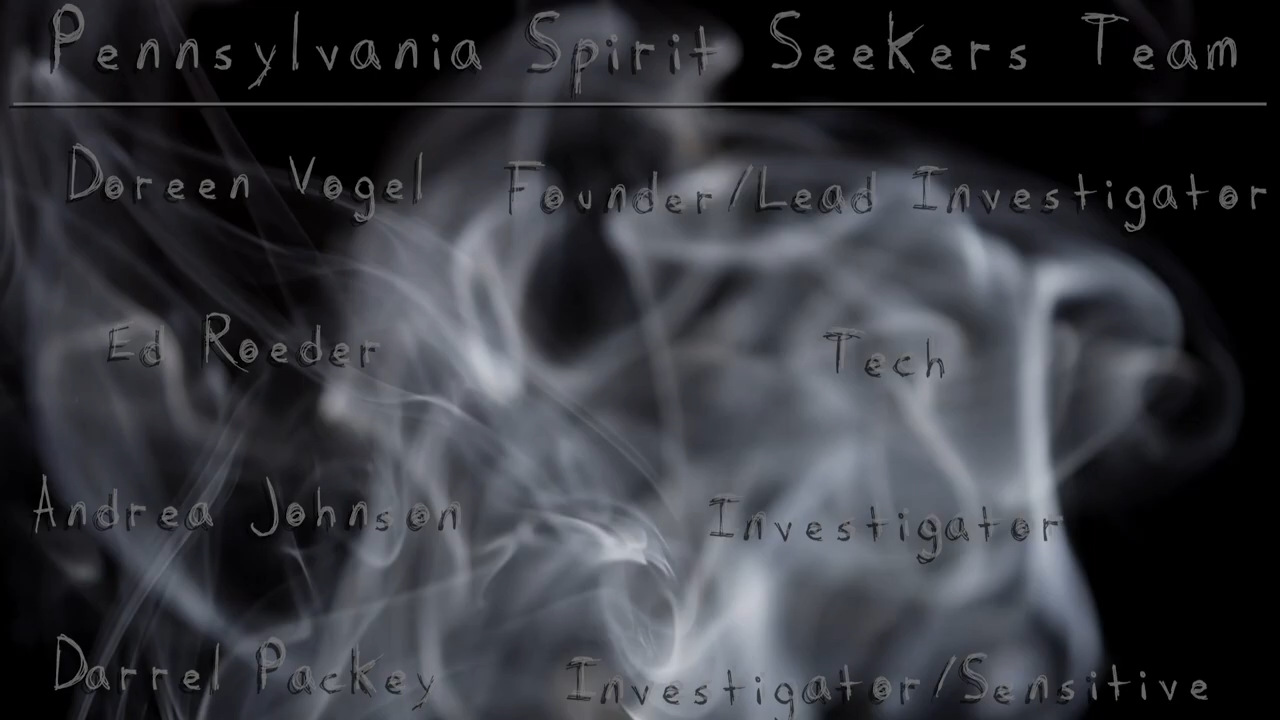 Pennsylvania Spirit Seekers Team
Doreen Vogel Founder/Lead Investigator
Ed Roeder Tech
Andrea Johnson Investigator
Darrel Packey Investigator/Sensitive